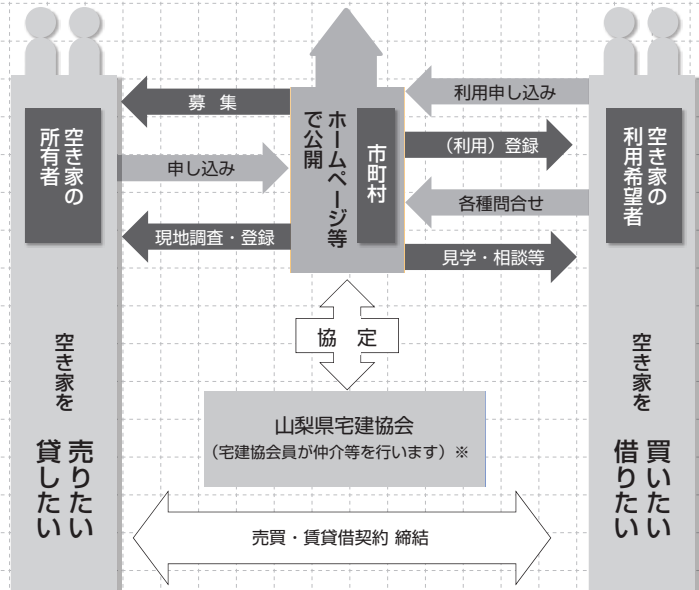 空き家の
所有者
空き家を
売りたい
貸したい
募 集
申し込み
現地調査・登録
市町村
ホームページ等
で公開
利用申し込み
（利用）登録
各種問合せ
見学・相談等
空き家の
利用希望者
空き家を
買いたい
借りたい
協 定
山梨県宅建協会
（宅建協会員が仲介等を行います）※
売買・賃貸借契約 締結